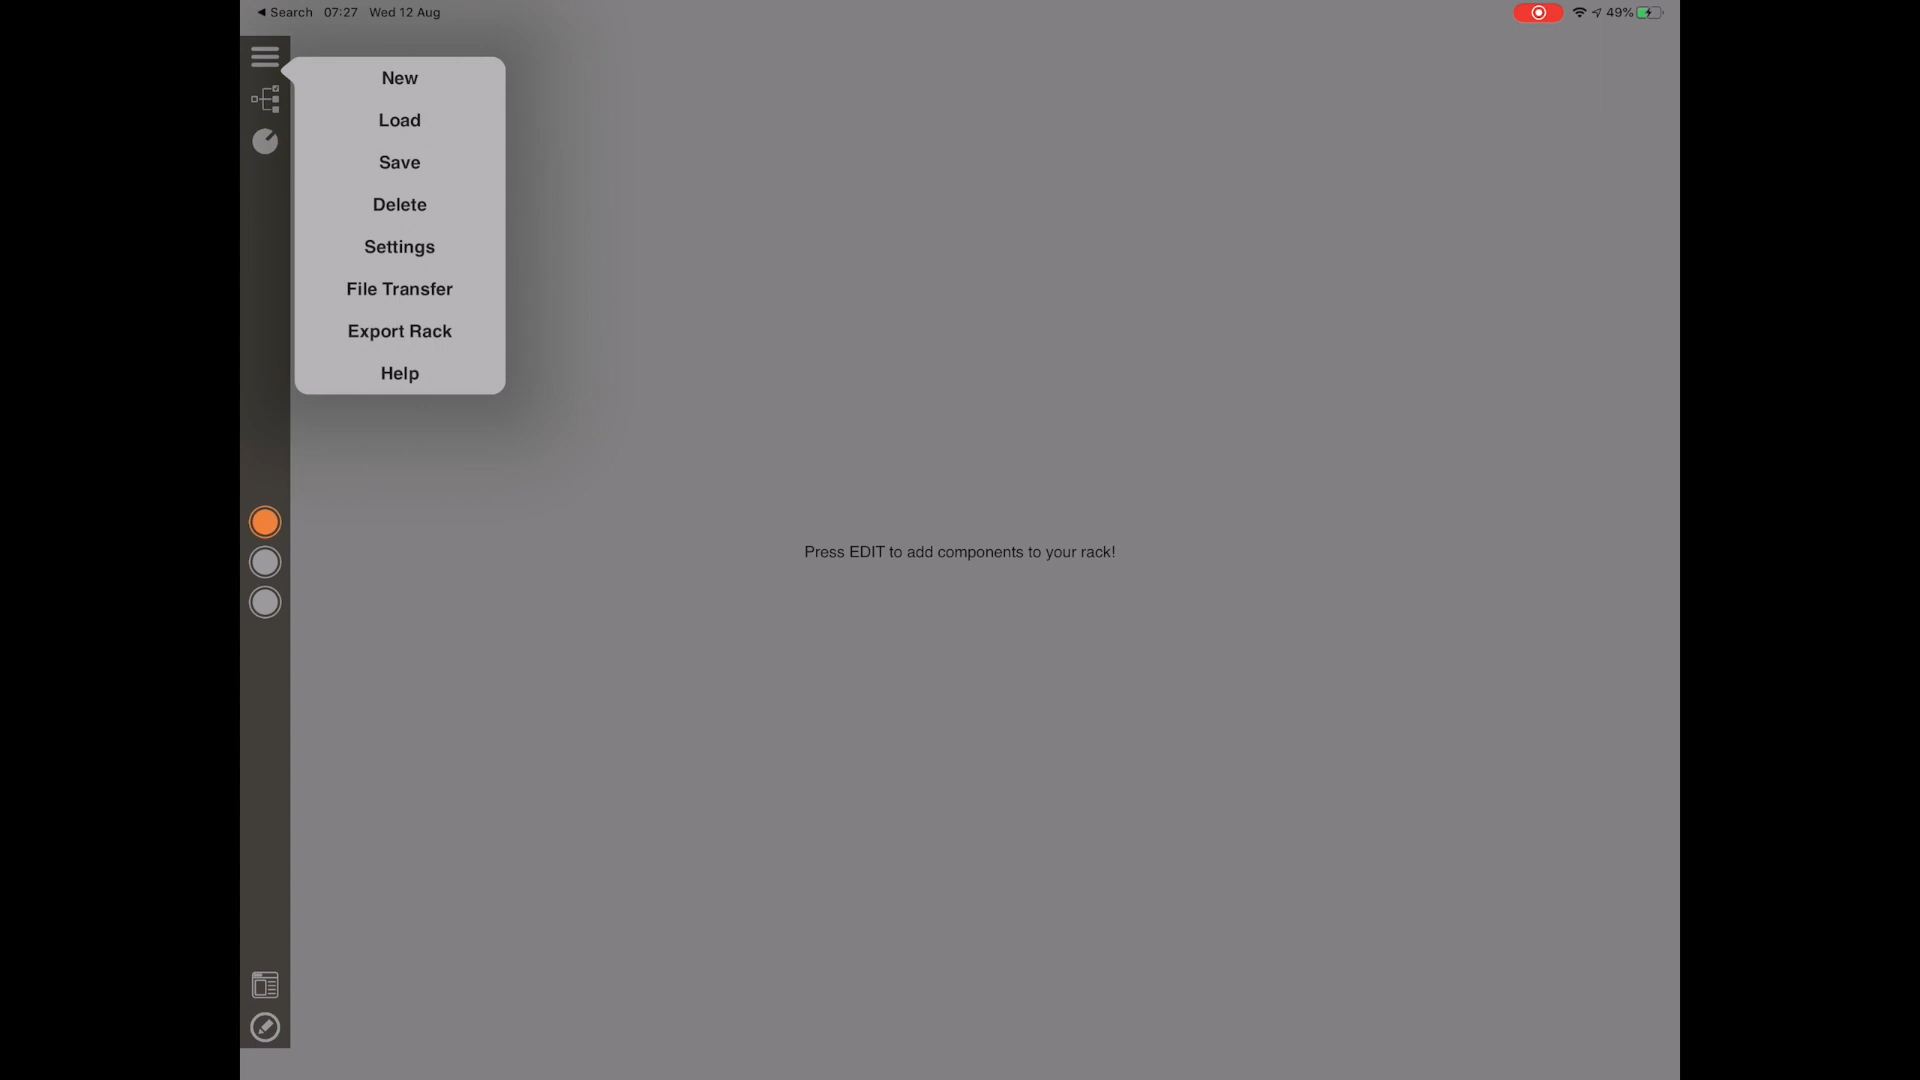 ◀ Search 07:27 Wed 12 Aug
49%
New
Load
Save
Delete
Settings
File Transfer
Export Rack
Help
Press EDIT to add components to your rack!